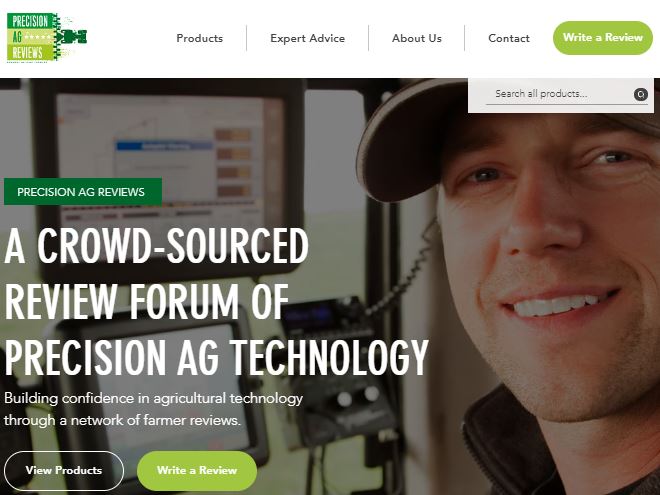 PRECISION
AG ★★★★★
REVIEWS
Products
Expert Advice
About Us
Contact
Write a Review
Search all products...
PRECISION AG REVIEWS
A CROWD-SOURCED
REVIEW FORUM OF
PRECISION AG TECHNOLOGY
Building confidence in agricultural technology
through a network of farmer reviews.
View Products
Write a Review